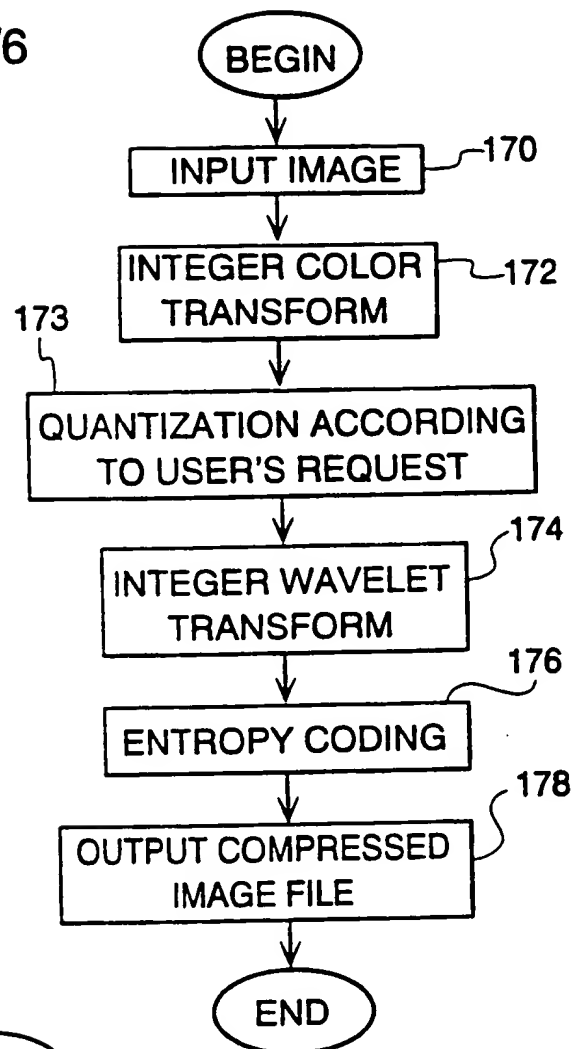 6
BEGIN
INPUT IMAGE
170
INTEGER COLOR
TRANSFORM
172
173
QUANTIZATION ACCORDING
TO USER'S REQUEST
174
INTEGER WAVELET
TRANSFORM
176
ENTROPY CODING
178
OUTPUT COMPRESSED
IMAGE FILE
END